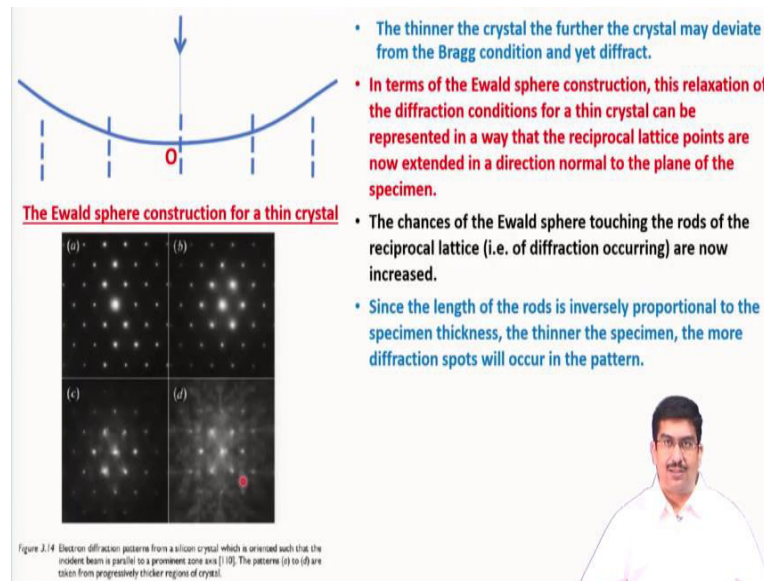 O
The Ewald sphere construction for a thin crystal
(a)
(b)
(c)
(d)
Figure 3.14 Electron diffraction patterns from a silicon crystal which is oriented such that the
incident beam is parallel to a prominent zone axis [110]. The patterns (a) to (d) are
taken from progressively thicker regions of crystal.
• The thinner the crystal the further the crystal may deviate
from the Bragg condition and yet diffract.
• In terms of the Ewald sphere construction, this relaxation of
the diffraction conditions for a thin crystal can be
represented in a way that the reciprocal lattice points are
now extended in a direction normal to the plane of the
specimen.
• The chances of the Ewald sphere touching the rods of the
reciprocal lattice (i.e. of diffraction occurring) are now
increased.
• Since the length of the rods is inversely proportional to the
specimen thickness, the thinner the specimen, the more
diffraction spots will occur in the pattern.